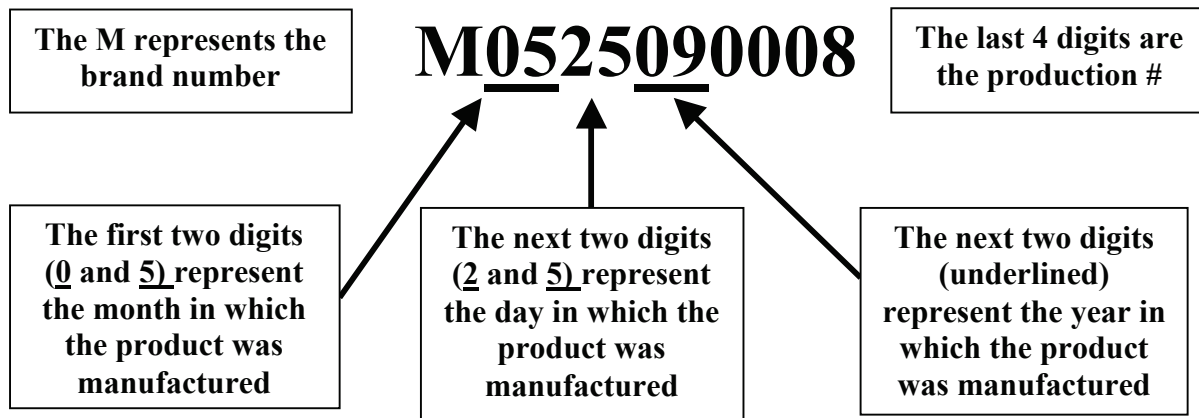 The M represents the
brand number
M0525090008
The last 4 digits are
the production #
The first two digits
(0 and 5) represent
the month in which
the product was
manufactured
The next two digits
(2 and 5) represent
the day in which the
product was
manufactured
The next two digits
(underlined)
represent the year in
which the product
was manufactured